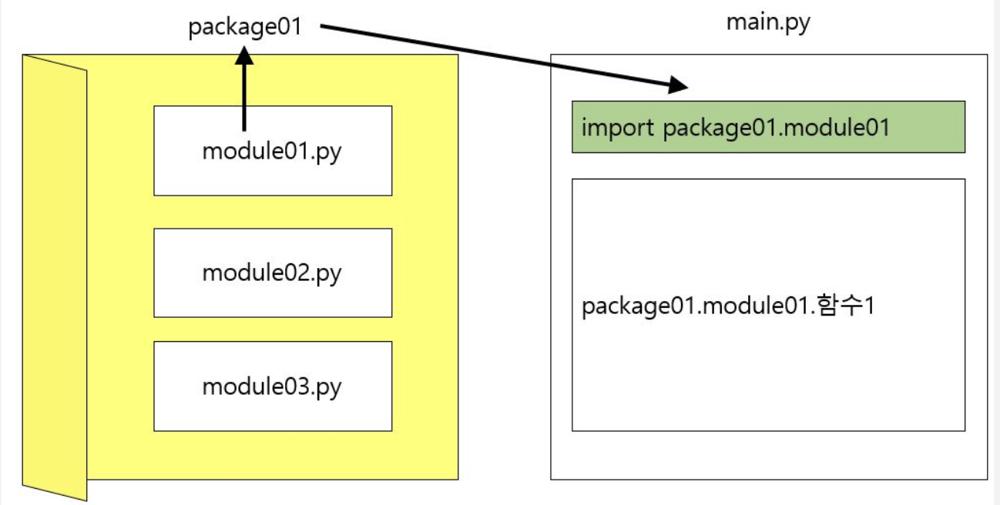 package01
main.py
module01.py
module02.py
module03.py
import package01.module01
package01.module01.함수1